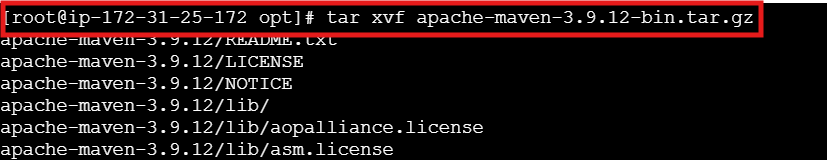 [root@ip-172-31-25-172 opt]# tar xvf apache-maven-3.9.12-bin.tar.gz
apache-maven-3.9.12/README.txt
apache-maven-3.9.12/LICENSE
apache-maven-3.9.12/NOTICE
apache-maven-3.9.12/lib/
apache-maven-3.9.12/lib/aopalliance.license
apache-maven-3.9.12/lib/asm.license